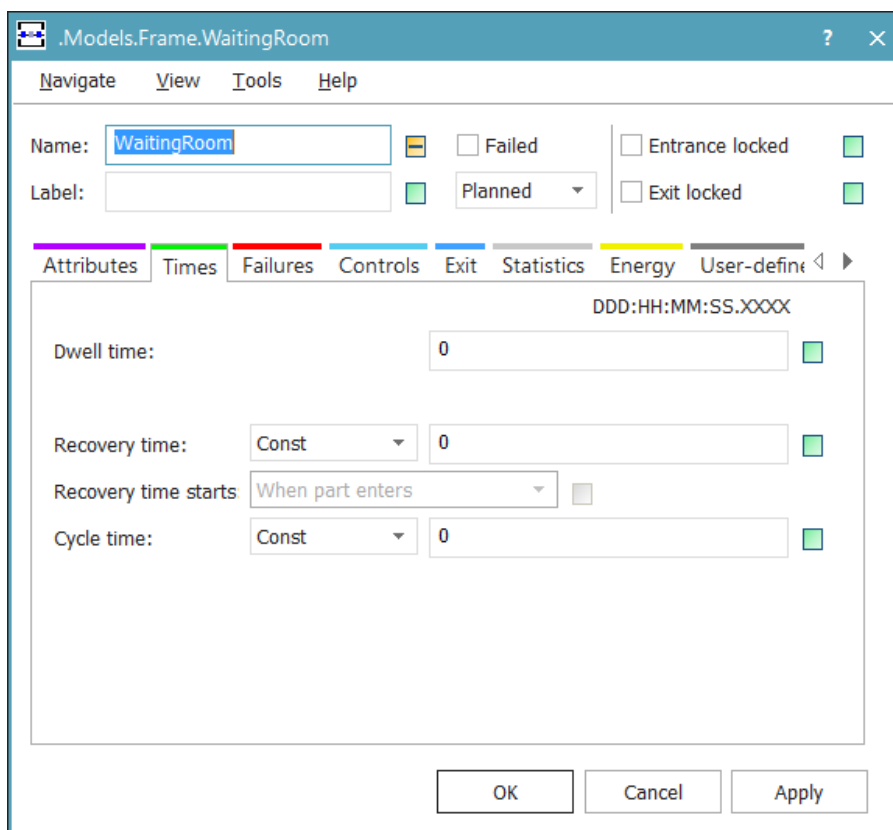 .Models.Frame.WaitingRoom ?
Navigate View Tools Help
Name: WaitingRoom Failed Entrance locked
Label: Planned Exit locked
Attributes Times Failures Controls Exit Statistics Energy User-define
DDD:HH:MM:SS.XXXX
Dwell time: 0
Recovery time: Const 0
Recovery time starts: When part enters
Cycle time: Const 0
OK Cancel Apply